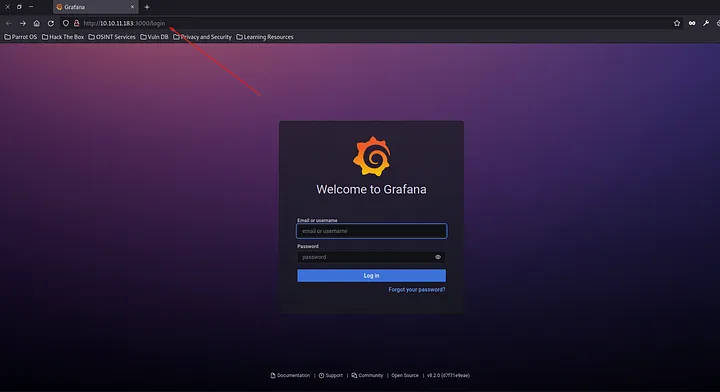 Grafana
http://10.10.11.183:3000/login
Parrot OS Hack The Box OSINT Services Vuln DB Privacy and Security Learning Resources
Welcome to Grafana
Email or username
email or username
Password
password
Log in
Forgot your password?
Documentation | Support | Community | Open Source | v8.2.0 (d7f71e9eae)